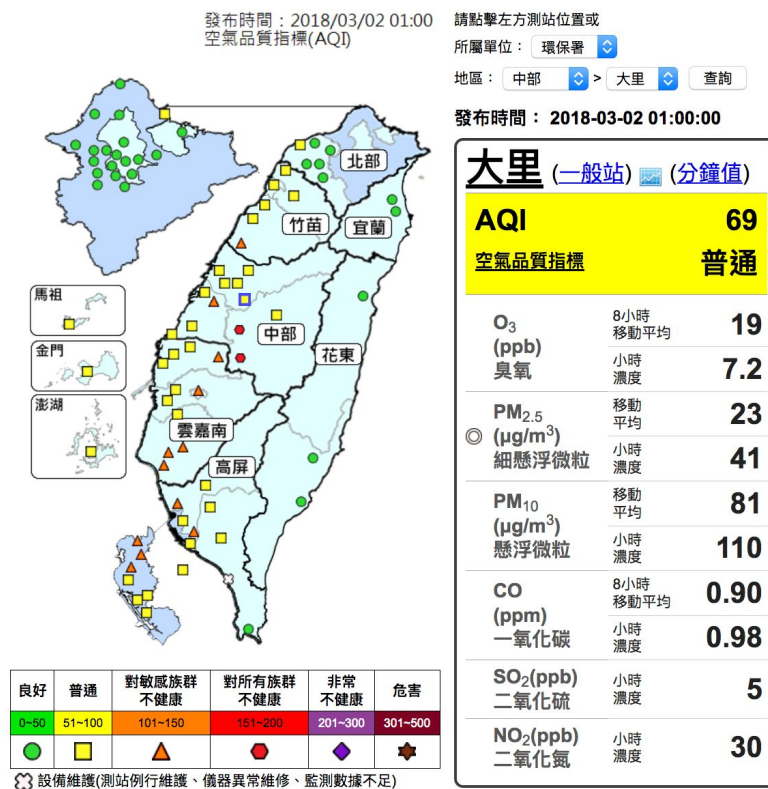 發布時間：2018/03/02 01:00
空氣品質指標(AQI)
北部
竹苗
宜蘭
中部
花東
雲嘉南
高屏
馬祖
金門
澎湖
良好 普通 對敏感族群不健康 對所有族群不健康 非常不健康 危害
0~50 51~100 101~150 151~200 201~300 301~500
設備維護(測站例行維護、儀器異常維修、監測數據不足)
請點擊左方測站位置或
所屬單位： 環保署
地區： 中部 > 大里 查詢
發布時間： 2018-03-02 01:00:00
大里 (一般站) (分鐘值)
AQI 69
空氣品質指標 普通
O3 (ppb) 臭氧
8小時移動平均 19
小時濃度 7.2
PM2.5 (μg/m3) 細懸浮微粒
移動平均 23
小時濃度 41
PM10 (μg/m3) 懸浮微粒
移動平均 81
小時濃度 110
CO (ppm) 一氧化碳
8小時移動平均 0.90
小時濃度 0.98
SO2(ppb) 二氧化硫
小時濃度 5
NO2(ppb) 二氧化氮
小時濃度 30